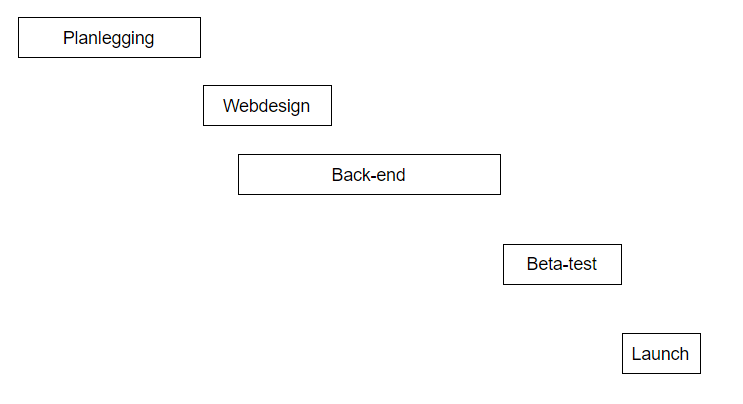 Planlegging
Webdesign
Back-end
Beta-test
Launch